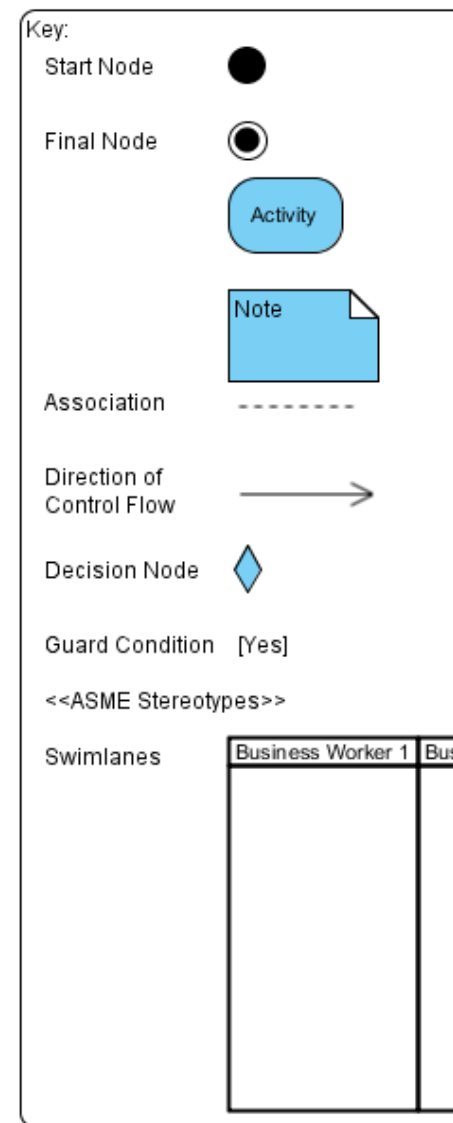 Key:
Start Node
Final Node
Activity
Note
Association
Direction of
Control Flow
Decision Node
Guard Condition [Yes]
<<ASME Stereotypes>>
Swimlanes
Business Worker 1
Bus